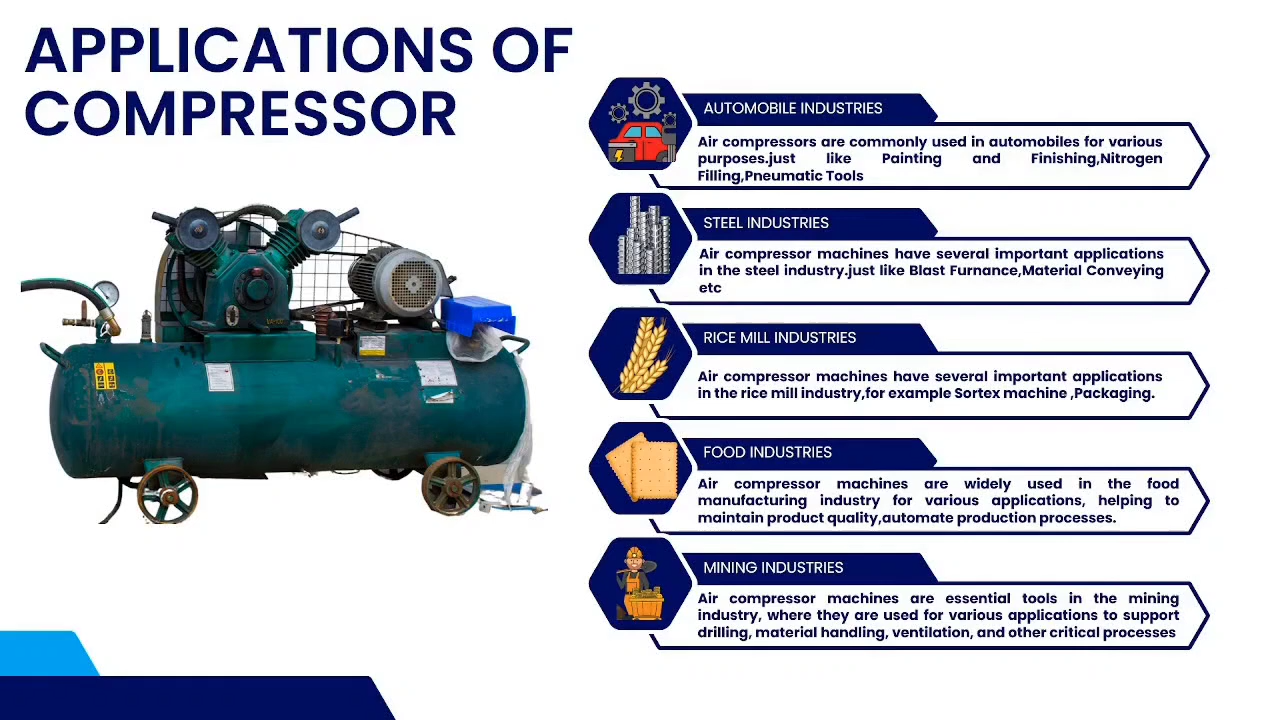 APPLICATIONS OF
COMPRESSOR
AUTOMOBILE INDUSTRIES
Air compressors are commonly used in automobiles for various
purposes.just like Painting and Finishing,Nitrogen
Filling,Pneumatic Tools
STEEL INDUSTRIES
Air compressor machines have several important applications
in the steel industry.just like Blast Furnance,Material Conveying
etc
RICE MILL INDUSTRIES
Air compressor machines have several important applications
in the rice mill industry,for example Sortex machine ,Packaging.
FOOD INDUSTRIES
Air compressor machines are widely used in the food
manufacturing industry for various applications, helping to
maintain product quality,automate production processes.
MINING INDUSTRIES
Air compressor machines are essential tools in the mining
industry, where they are used for various applications to support
drilling, material handling, ventilation, and other critical processes